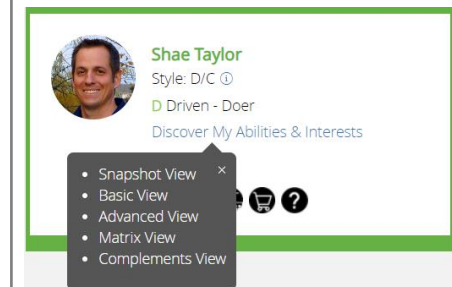 Shae Taylor
Style: D/C ⓘ
D Driven - Doer
Discover My Abilities & Interests
×
• Snapshot View
• Basic View
• Advanced View
• Matrix View
• Complements View
?